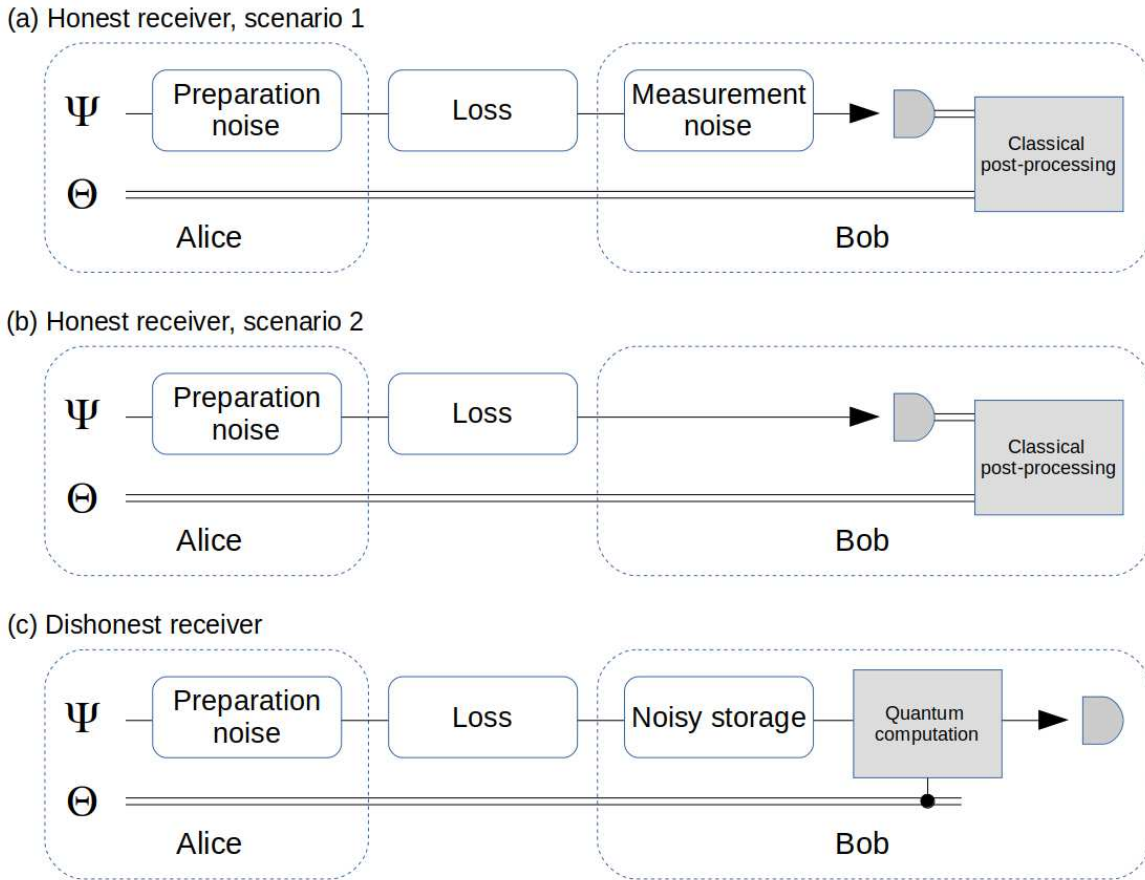 (a) Honest receiver, scenario 1
Ψ
Preparation
noise
Loss
Measurement
noise
Classical
post-processing
Θ
Alice
Bob
(b) Honest receiver, scenario 2
Ψ
Preparation
noise
Loss
Classical
post-processing
Θ
Alice
Bob
(c) Dishonest receiver
Ψ
Preparation
noise
Loss
Noisy storage
Quantum
computation
Θ
Alice
Bob